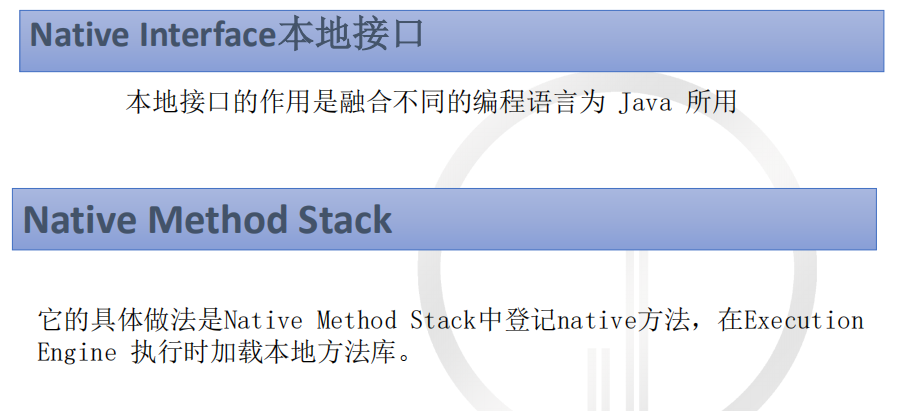 Native Interface本地接口
本地接口的作用是融合不同的编程语言为 Java 所用
Native Method Stack
它的具体做法是Native Method Stack中登记native方法，在Execution
Engine 执行时加载本地方法库。